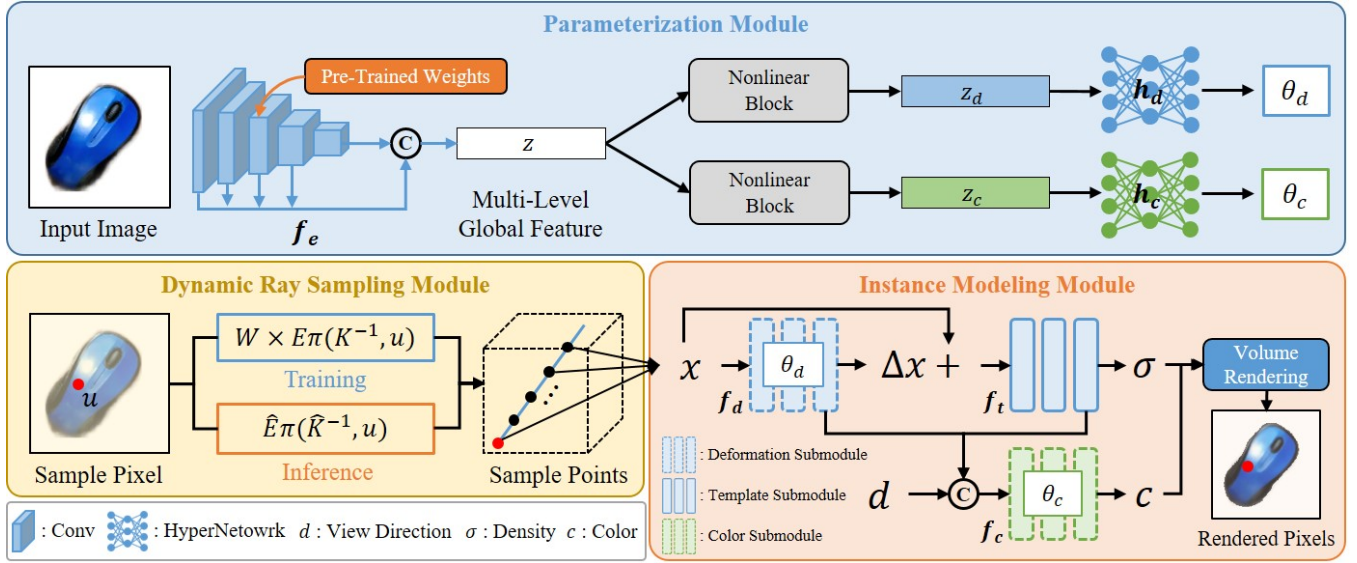 Parameterization Module
Pre-Trained Weights
Input Image
f_e
C
z
Multi-Level
Global Feature
Nonlinear
Block
z_d
h_d
θ_d
Nonlinear
Block
z_c
h_c
θ_c
Dynamic Ray Sampling Module
u
Sample Pixel
W × Eπ(K⁻¹, u)
Training
Êπ(K̂⁻¹, u)
Inference
Sample Points
Instance Modeling Module
x
f_d
θ_d
Δx +
f_t
σ
Volume
Rendering
d
C
f_c
θ_c
c
Rendered Pixels
: Deformation Submodule
: Template Submodule
: Color Submodule
: Conv : HyperNetowrk d : View Direction σ : Density c : Color